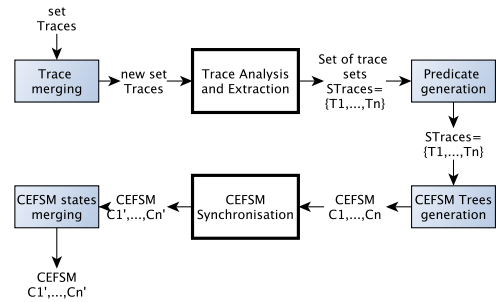 set
Traces
Trace
merging
new set
Traces
Trace Analysis
and Extraction
Set of trace
sets
STraces=
{T1,...,Tn}
Predicate
generation
STraces=
{T1,...,Tn}
CEFSM Trees
generation
CEFSM
C1,...,Cn
CEFSM
Synchronisation
CEFSM
C1',...,Cn'
CEFSM states
merging
CEFSM
C1',...,Cn'